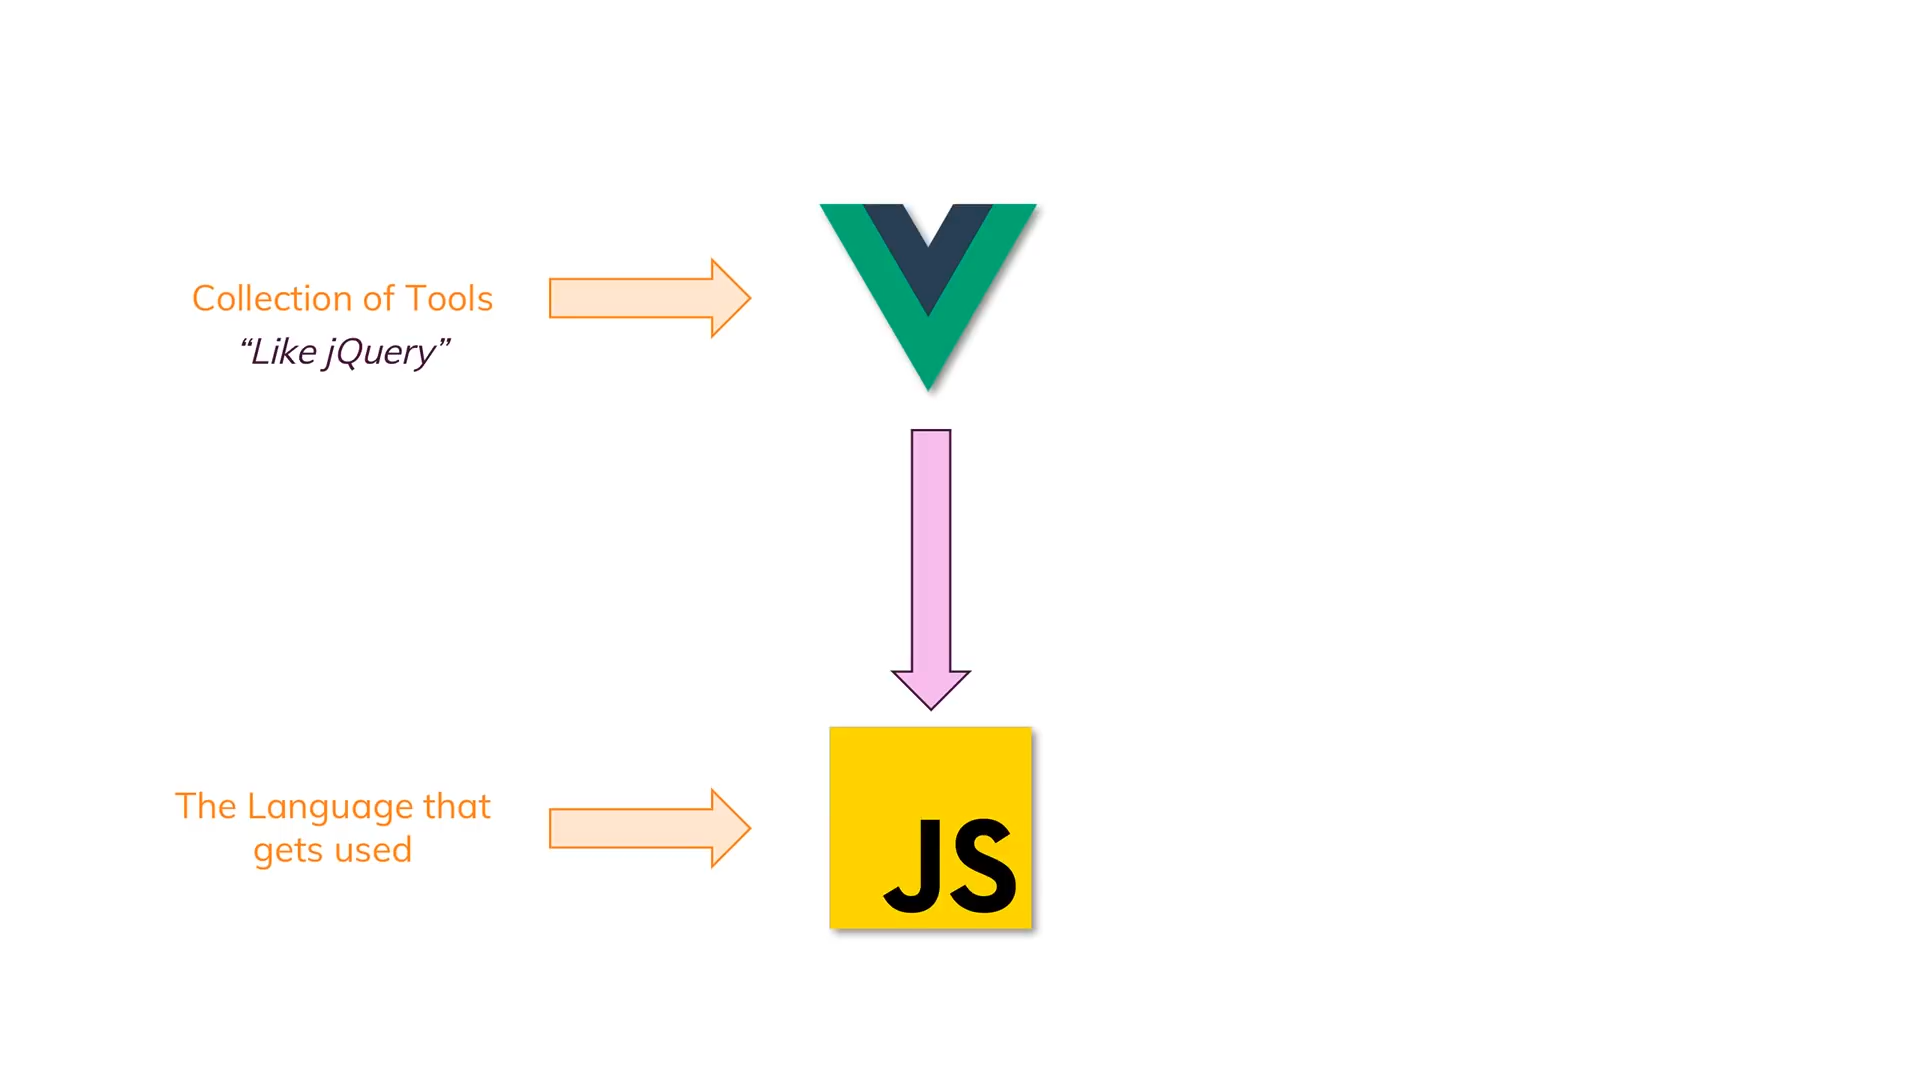 Collection of Tools
“Like jQuery”
The Language that
gets used
JS